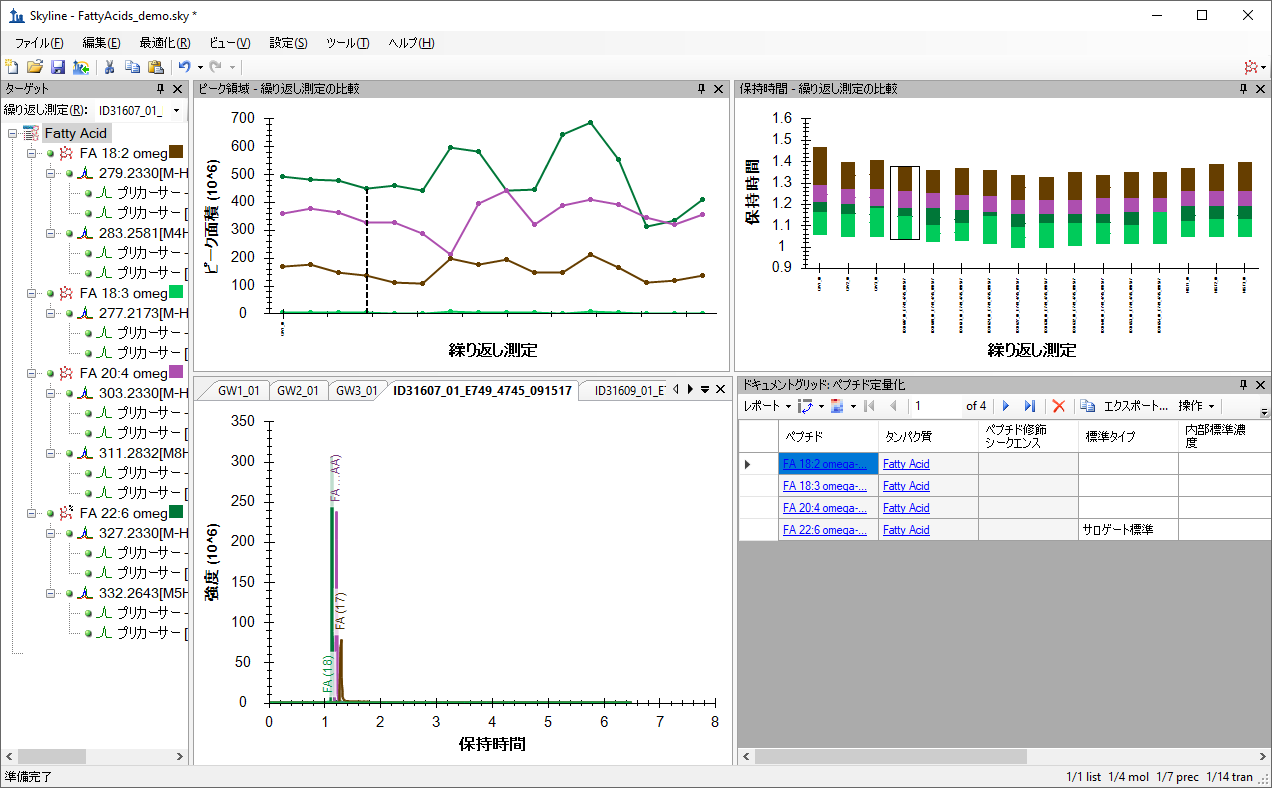 Skyline - FattyAcids_demo.sky *
ファイル(F) 編集(E) 最適化(R) ビュー(V) 設定(S) ツール(T) ヘルプ(H)
ターゲット
繰り返し測定(R): ID31607_01_
Fatty Acid
FA 18:2 omeg
279.2330[M-H
プリカーサー -
プリカーサー [
283.2581[M4H
プリカーサー -
プリカーサー [
FA 18:3 omeg
277.2173[M-H
プリカーサー -
プリカーサー [
FA 20:4 omeg
303.2330[M-H
プリカーサー -
プリカーサー [
311.2832[M8H
プリカーサー -
プリカーサー [
FA 22:6 omeg
327.2330[M-H
プリカーサー -
プリカーサー [
332.2643[M5H
プリカーサー -
プリカーサー [
ピーク領域 - 繰り返し測定の比較
700
600
500
400
300
200
100
0
ピーク面積 (10^6)
繰り返し測定
保持時間 - 繰り返し測定の比較
1.6
1.5
1.4
1.3
1.2
1.1
1
0.9
保持時間
繰り返し測定
GW1_01 GW2_01 GW3_01 ID31607_01_E749_4745_091517 ID31609_01_E7
350
300
250
200
150
100
50
0
強度 (10^6)
FA ...AA)
FA (17)
FA (18)
0 1 2 3 4 5 6 7 8
保持時間
ドキュメントグリッド: ペプチド定量化
レポート 1 of 4 エクスポート... 操作
ペプチド タンパク質 ペプチド修飾シークエンス 標準タイプ 内部標準濃度
FA 18:2 omega-... Fatty Acid
FA 18:3 omega-... Fatty Acid
FA 20:4 omega-... Fatty Acid
FA 22:6 omega-... Fatty Acid サロゲート標準
準備完了
1/1 list 1/4 mol 1/7 prec 1/14 tran